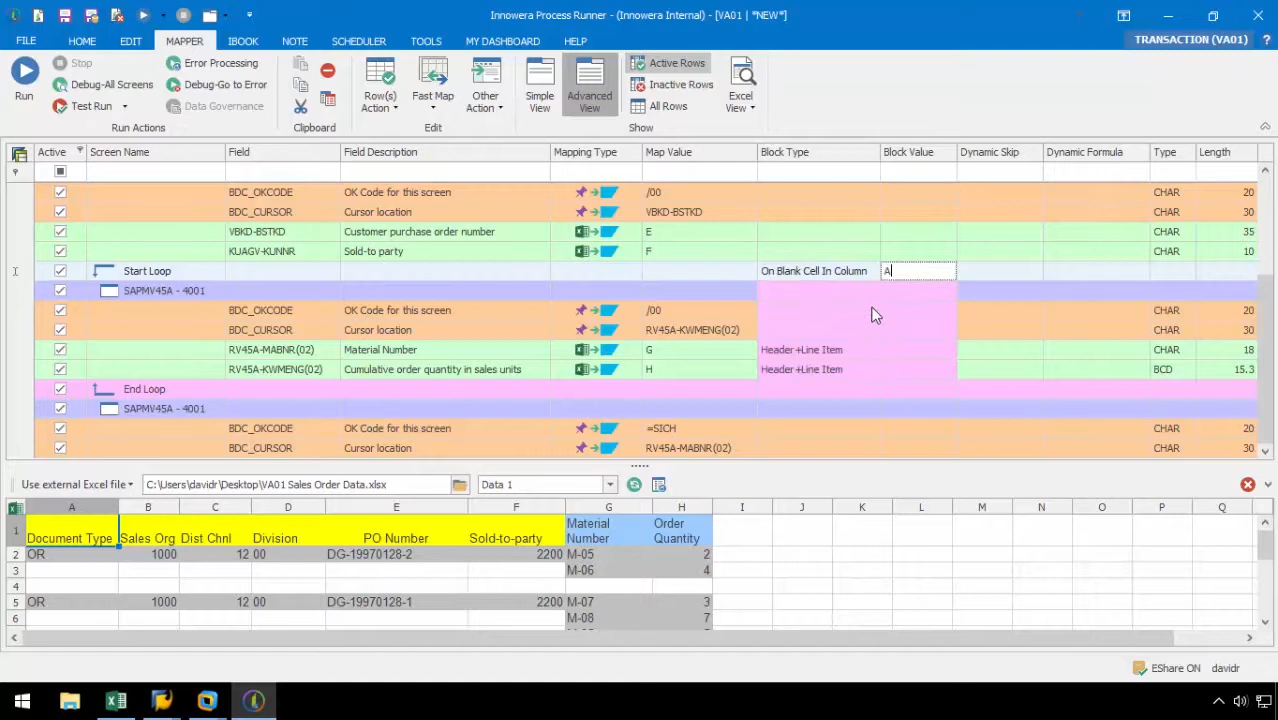 Innowera Process Runner - (Innowera Internal) - [VA01 | *NEW*]
FILE HOME EDIT MAPPER IBOOK NOTE SCHEDULER TOOLS MY DASHBOARD HELP TRANSACTION (VA01)
Run
Stop
Debug-All Screens
Test Run
Error Processing
Debug-Go to Error
Data Governance
Run Actions
Clipboard
Row(s) Action
Fast Map
Other Action
Edit
Simple View
Advanced View
Active Rows
Inactive Rows
All Rows
Excel View
Show
Active Screen Name Field Field Description Mapping Type Map Value Block Type Block Value Dynamic Skip Dynamic Formula Type Length
BDC_OKCODE OK Code for this screen /00 CHAR 20
BDC_CURSOR Cursor location VBKD-BSTKD CHAR 30
VBKD-BSTKD Customer purchase order number E CHAR 35
KUAGV-KUNNR Sold-to party F CHAR 10
Start Loop On Blank Cell In Column A
SAPMV45A - 4001
BDC_OKCODE OK Code for this screen /00 CHAR 20
BDC_CURSOR Cursor location RV45A-KWMENG(02) CHAR 30
RV45A-MABNR(02) Material Number G Header+Line Item CHAR 18
RV45A-KWMENG(02) Cumulative order quantity in sales units H Header+Line Item BCD 15.3
End Loop
SAPMV45A - 4001
BDC_OKCODE OK Code for this screen =SICH CHAR 20
BDC_CURSOR Cursor location RV45A-MABNR(02) CHAR 30
Use external Excel file C:\Users\davidr\Desktop\VA01 Sales Order Data.xlsx Data 1
A B C D E F G H I J K L M N O P Q
1 Document Type Sales Org Dist Chnl Division PO Number Sold-to-party Material Number Order Quantity
2 OR 1000 12 00 DG-19970128-2 2200 M-05 2
3 M-06 4
4
5 OR 1000 12 00 DG-19970128-1 2200 M-07 3
6 M-08 7
EShare ON davidr